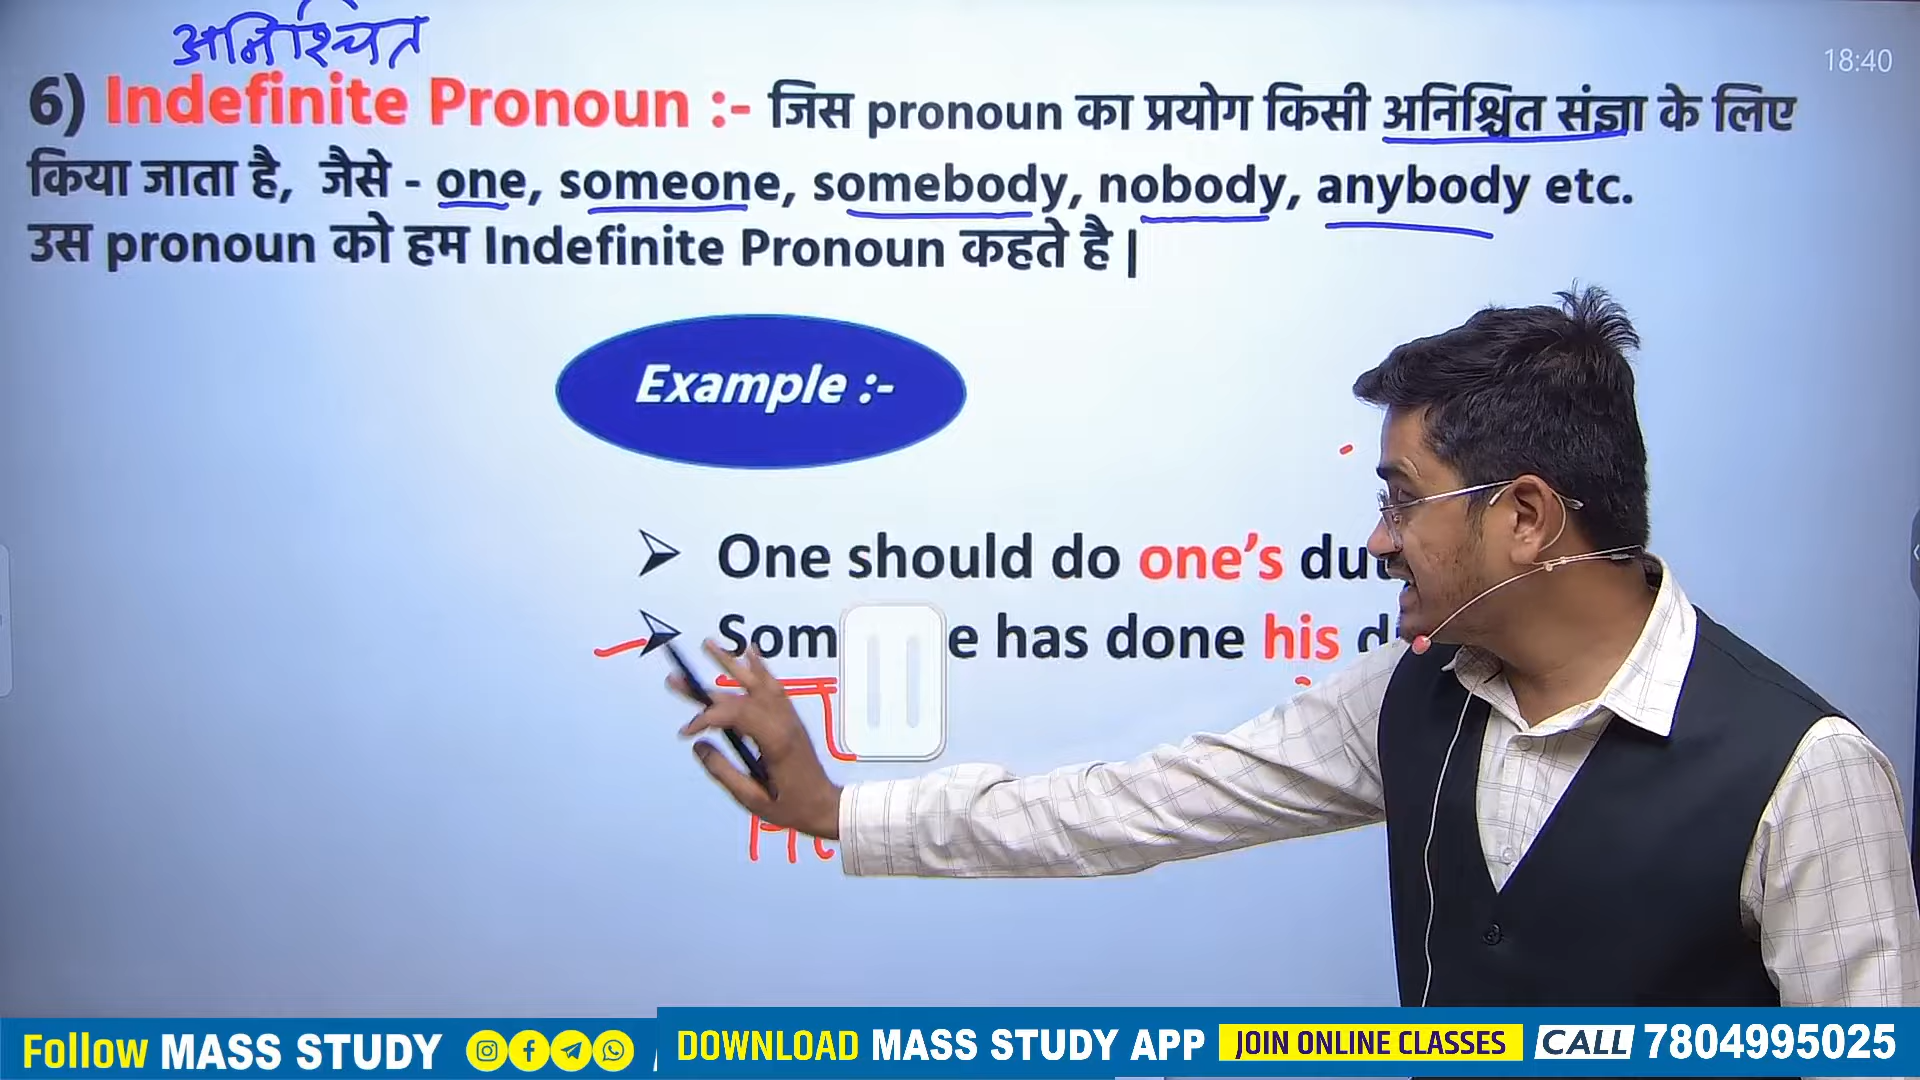 अनिश्चित
18:40
6) Indefinite Pronoun :- जिस pronoun का प्रयोग किसी अनिश्चित संज्ञा के लिए
किया जाता है, जैसे - one, someone, somebody, nobody, anybody etc.
उस pronoun को हम Indefinite Pronoun कहते है |
Example :-
One should do one's
has done his
Follow MASS STUDY
DOWNLOAD MASS STUDY APP JOIN ONLINE CLASSES CALL 7804995025